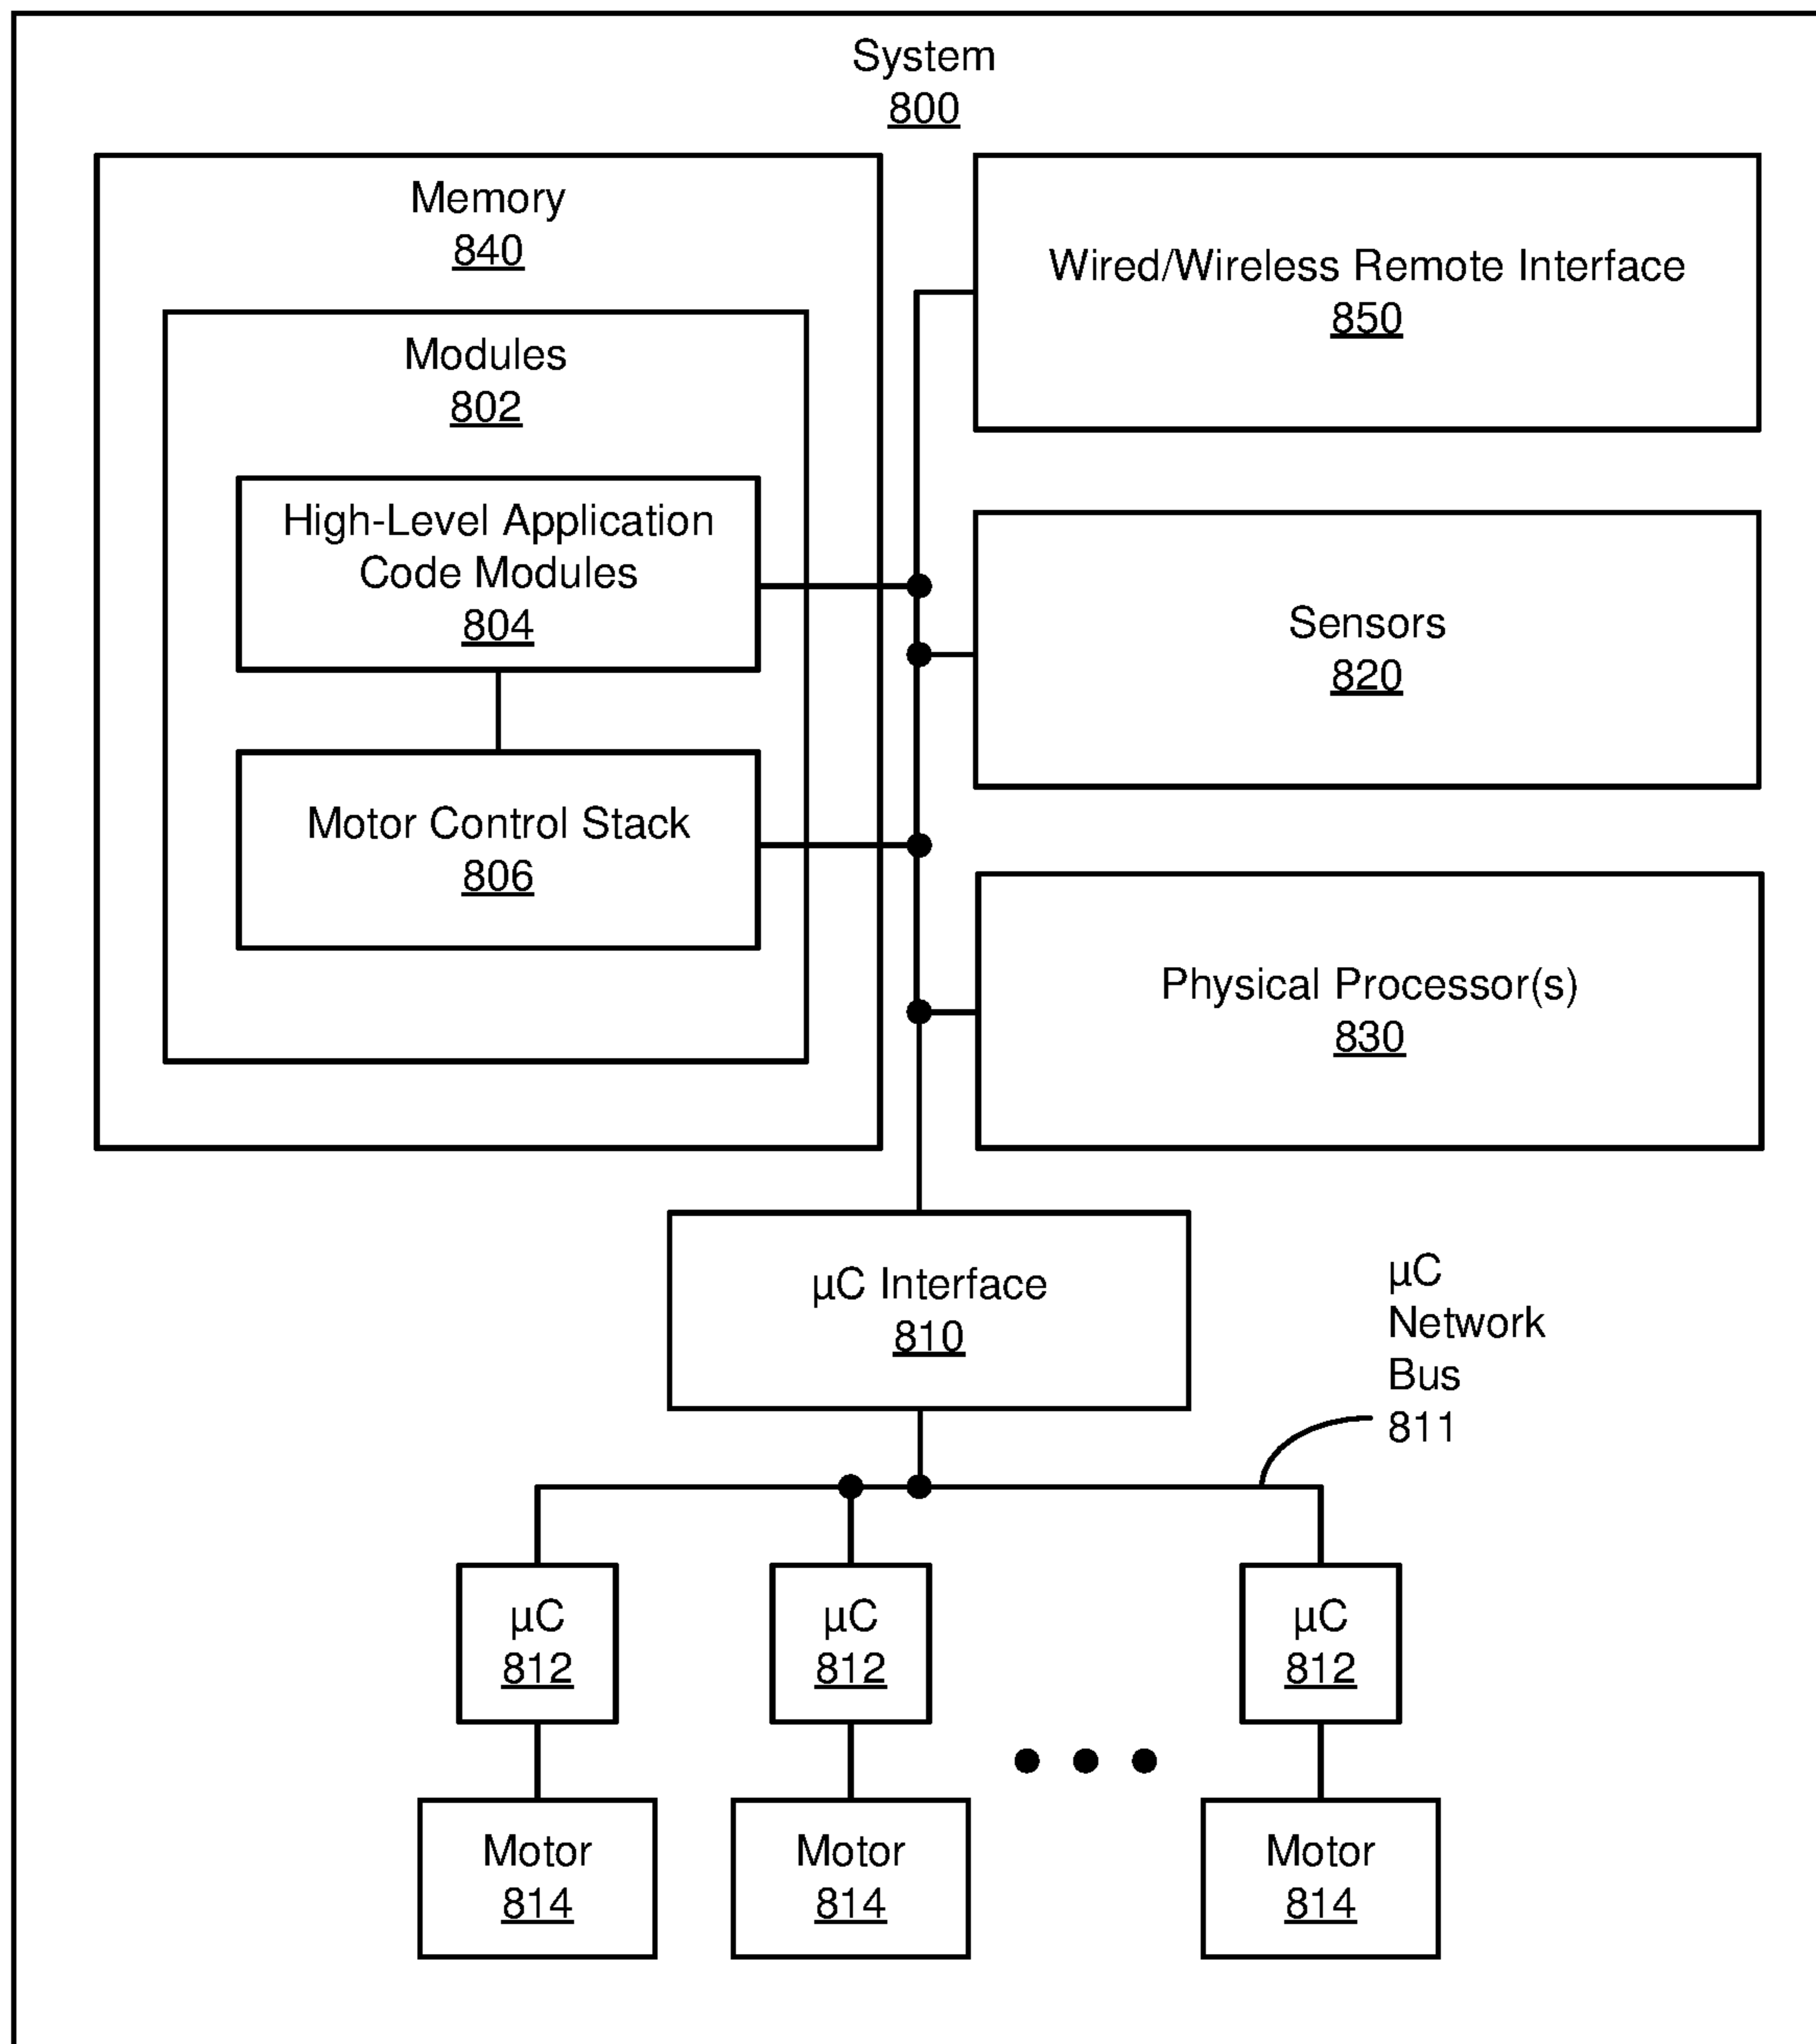 System
800
Memory
840
Modules
802
High-Level Application
Code Modules
804
Motor Control Stack
806
Wired/Wireless Remote Interface
850
Sensors
820
Physical Processor(s)
830
µC Interface
810
µC
Network
Bus
811
µC
812
µC
812
µC
812
Motor
814
Motor
814
Motor
814